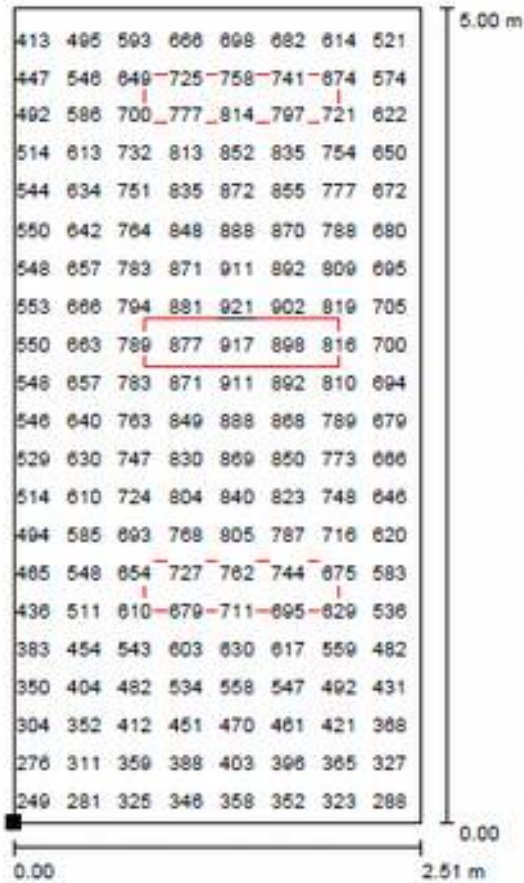 5.00 m
413 495 593 666 698 682 614 521
447 546 649 725 758 741 674 574
492 586 700 777 814 797 721 622
514 613 732 813 852 835 754 650
544 634 751 835 872 855 777 672
550 642 764 848 888 870 788 680
548 657 783 871 911 892 809 695
553 666 794 881 921 902 819 705
550 663 789 877 917 898 816 700
548 657 783 871 911 892 810 694
546 640 763 849 888 868 789 679
529 630 747 830 869 850 773 666
514 610 724 804 840 823 748 646
494 585 693 768 805 787 716 620
465 548 654 727 762 744 675 583
436 511 610 679 711 695 629 536
383 454 543 603 630 617 559 482
350 404 482 534 558 547 492 431
304 352 412 451 470 461 421 368
276 311 359 388 403 396 365 327
249 281 325 346 358 352 323 288
0.00
0.00 2.51 m